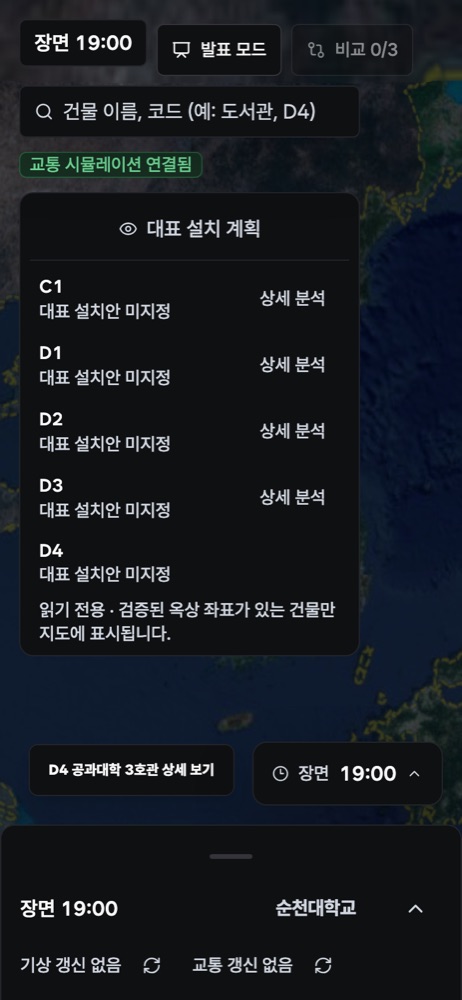 장면 19:00
발표 모드
비교 0/3
건물 이름, 코드 (예: 도서관, D4)
교통 시뮬레이션 연결됨
대표 설치 계획
C1
대표 설치안 미지정
상세 분석
D1
대표 설치안 미지정
상세 분석
D2
대표 설치안 미지정
상세 분석
D3
대표 설치안 미지정
상세 분석
D4
대표 설치안 미지정
읽기 전용 · 검증된 옥상 좌표가 있는 건물만
지도에 표시됩니다.
D4 공과대학 3호관 상세 보기
장면 19:00
장면 19:00
순천대학교
기상 갱신 없음
교통 갱신 없음